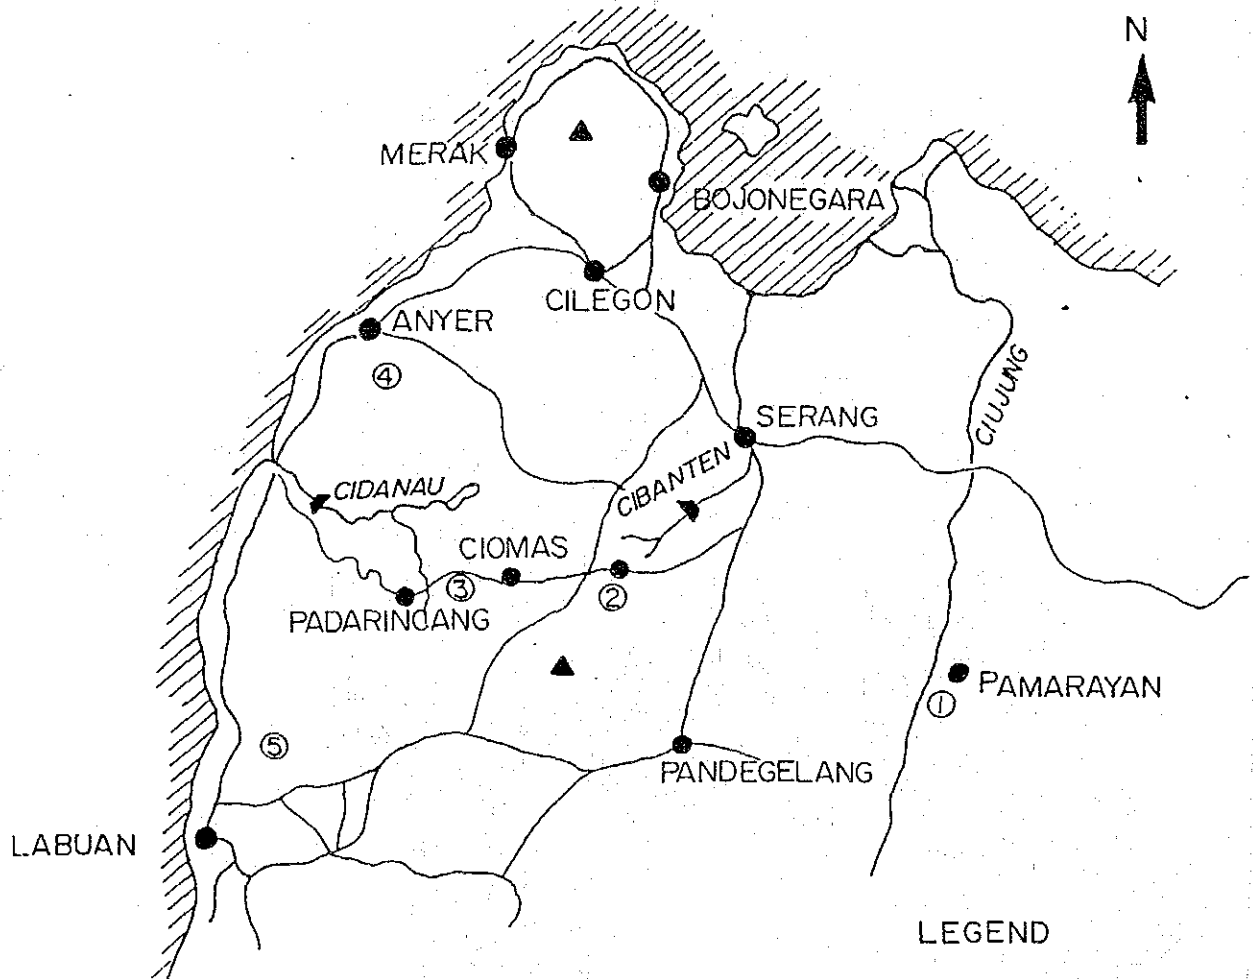 N
MERAK
BOJONEGARA
CILEGON
ANYER
④
SERANG
CIUJUNG
CIBANTEN
CIDANAU
CIOMAS
③
②
PADARINCANG
PAMARAYAN
①
⑤
PANDEGELANG
LABUAN
LEGEND